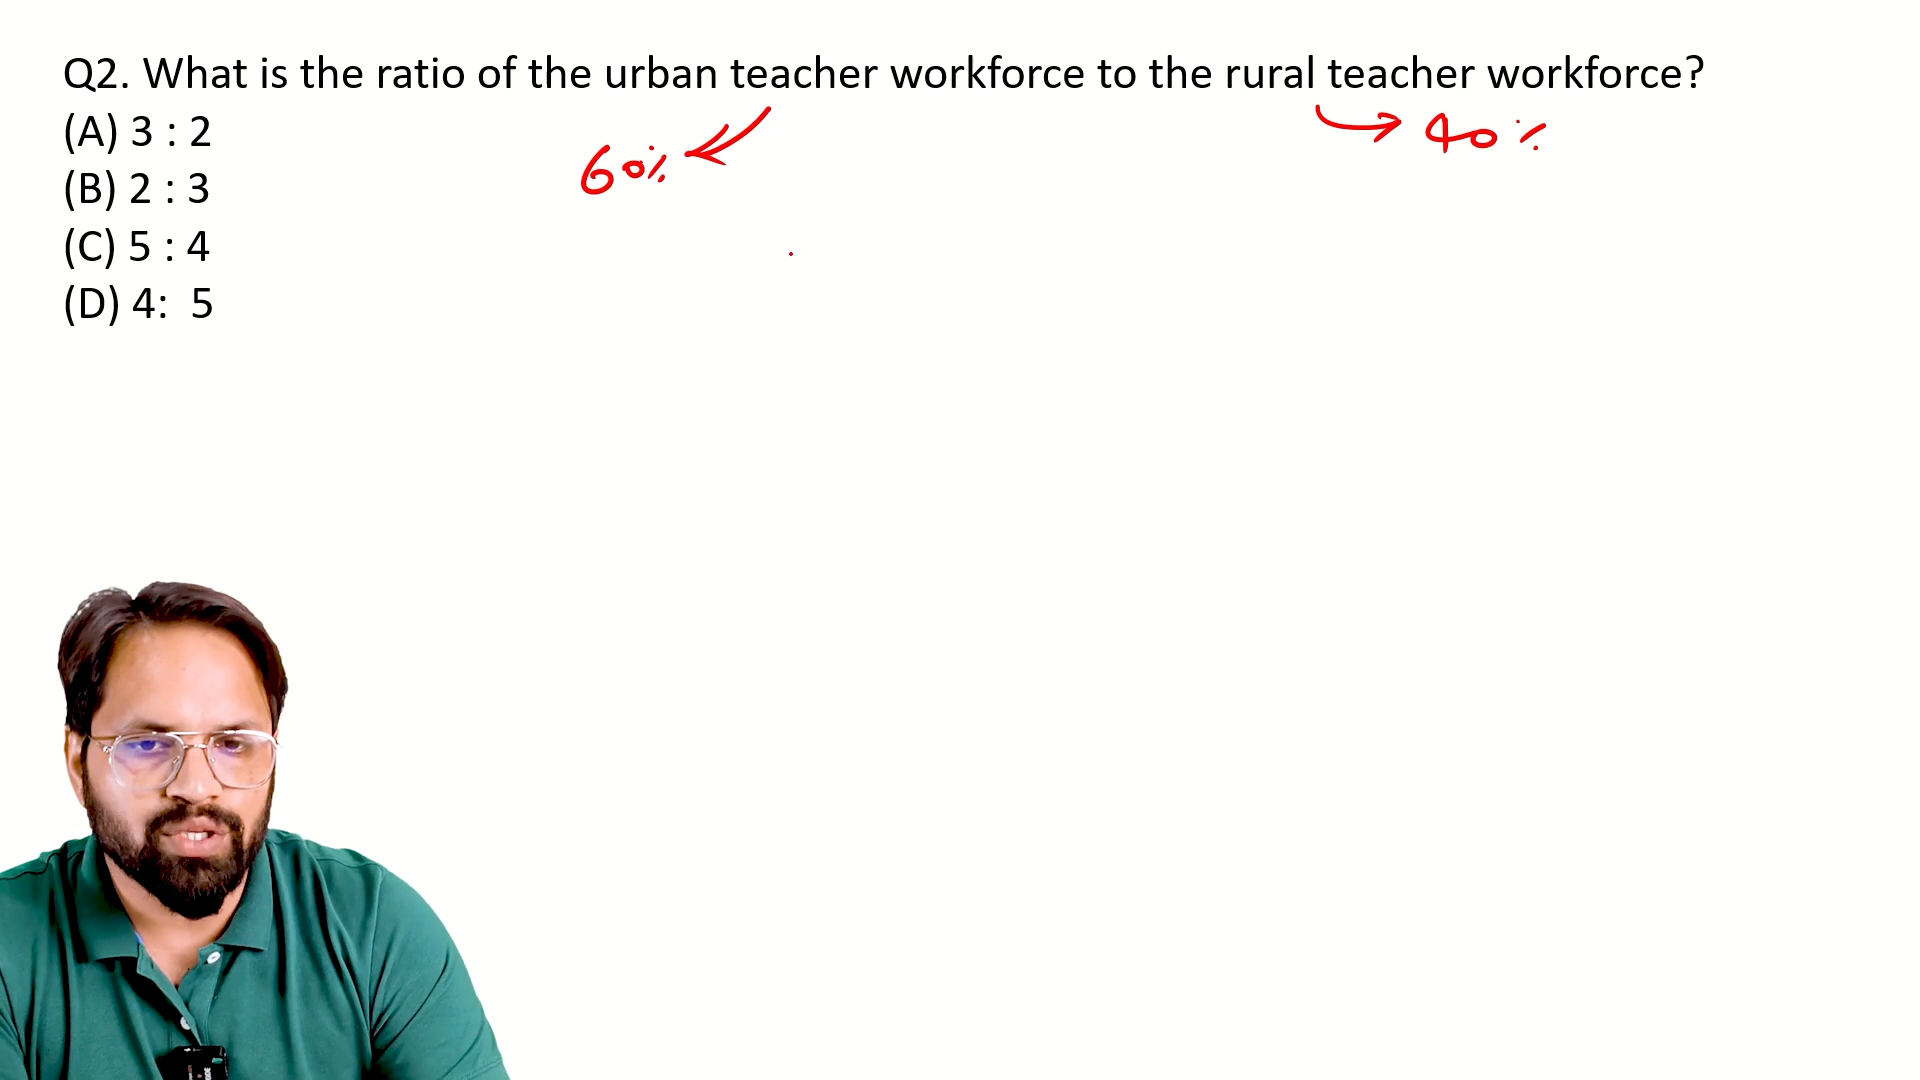 Q2. What is the ratio of the urban teacher workforce to the rural teacher workforce?
(A) 3 : 2
60% 40%
(B) 2 : 3
(C) 5 : 4
(D) 4:  5